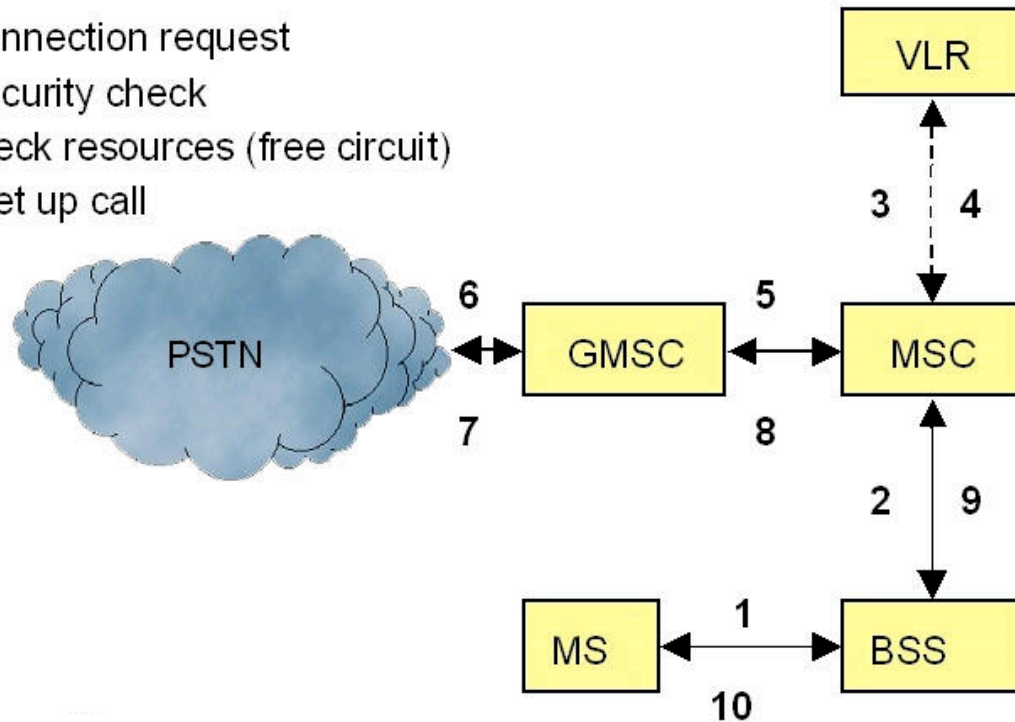 nnection request
curity check
eck resources (free circuit)
et up call
VLR
3 4
6 5
PSTN GMSC MSC
7 8
2 9
1
MS BSS
10